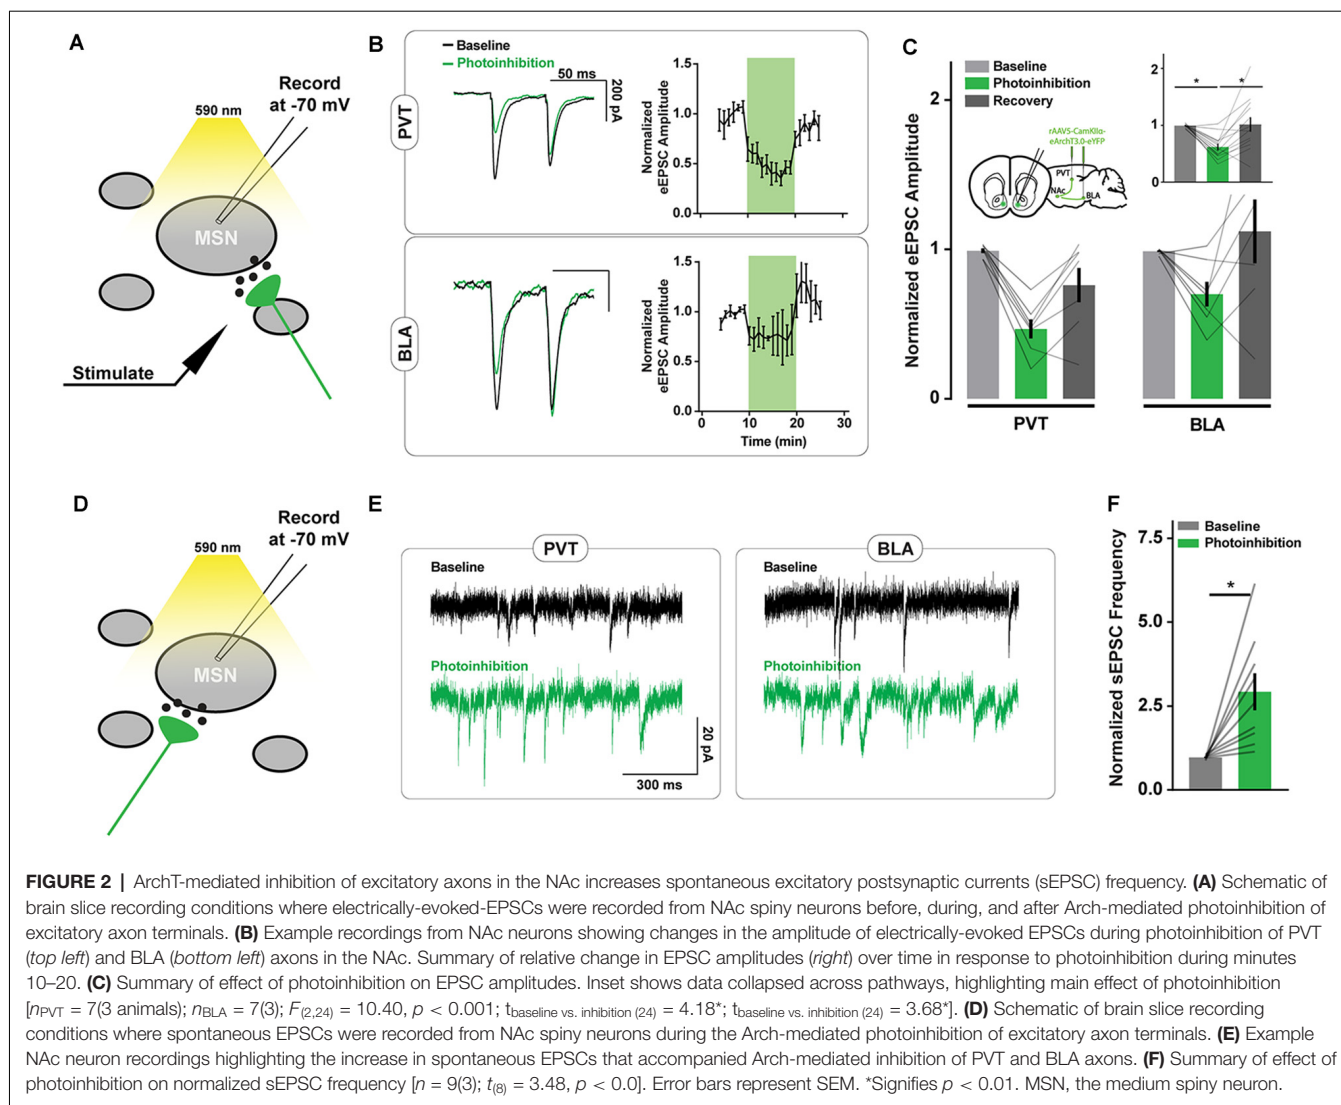 A
Record
at -70 mV
590 nm
MSN
Stimulate
B
Baseline
Photoinhibition
50 ms
200 pA
PVT
Normalized
eEPSC Amplitude
1.5
1.0
0.5
0.0
BLA
Normalized
eEPSC Amplitude
1.5
1.0
0.5
0.0
0
10
20
30
Time (min)
C
Baseline
Photoinhibition
Recovery
Normalized eEPSC Amplitude
2
1
0
rAAV5-CamKIIα-
eArchT3.0-eYFP
PVT
NAc
BLA
2
1
0
*
*
PVT
BLA
D
Record
at -70 mV
590 nm
MSN
E
PVT
Baseline
Photoinhibition
20 pA
300 ms
BLA
Baseline
Photoinhibition
F
Baseline
Photoinhibition
Normalized sEPSC Frequency
7.5
5.0
2.5
0.0
*
FIGURE 2 | ArchT-mediated inhibition of excitatory axons in the NAc increases spontaneous excitatory postsynaptic currents (sEPSC) frequency. (A) Schematic of
brain slice recording conditions where electrically-evoked-EPSCs were recorded from NAc spiny neurons before, during, and after Arch-mediated photoinhibition of
excitatory axon terminals. (B) Example recordings from NAc neurons showing changes in the amplitude of electrically-evoked EPSCs during photoinhibition of PVT
(top left) and BLA (bottom left) axons in the NAc. Summary of relative change in EPSC amplitudes (right) over time in response to photoinhibition during minutes
10–20. (C) Summary of effect of photoinhibition on EPSC amplitudes. Inset shows data collapsed across pathways, highlighting main effect of photoinhibition
[nPVT = 7(3 animals); nBLA = 7(3); F(2,24) = 10.40, p < 0.001; tbaseline vs. inhibition (24) = 4.18*; tbaseline vs. inhibition (24) = 3.68*]. (D) Schematic of brain slice recording
conditions where spontaneous EPSCs were recorded from NAc spiny neurons during the Arch-mediated photoinhibition of excitatory axon terminals. (E) Example
NAc neuron recordings highlighting the increase in spontaneous EPSCs that accompanied Arch-mediated inhibition of PVT and BLA axons. (F) Summary of effect of
photoinhibition on normalized sEPSC frequency [n = 9(3); t(8) = 3.48, p < 0.0]. Error bars represent SEM. *Signifies p < 0.01. MSN, the medium spiny neuron.